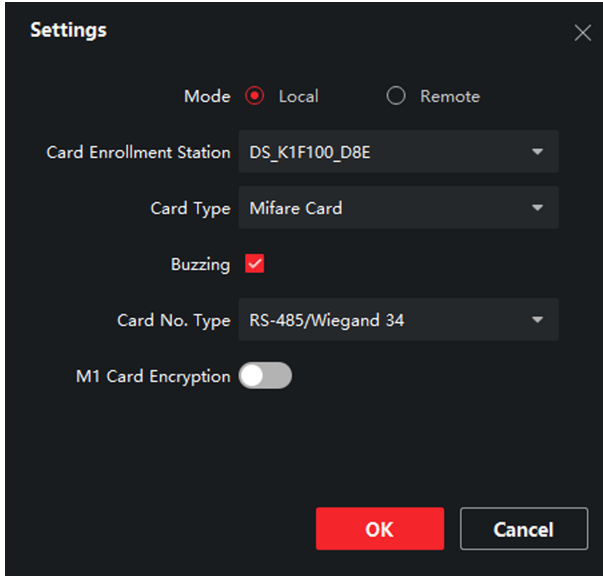 Settings
Mode Local Remote
Card Enrollment Station DS_K1F100_D8E
Card Type Mifare Card
Buzzing
Card No. Type RS-485/Wiegand 34
M1 Card Encryption
OK Cancel